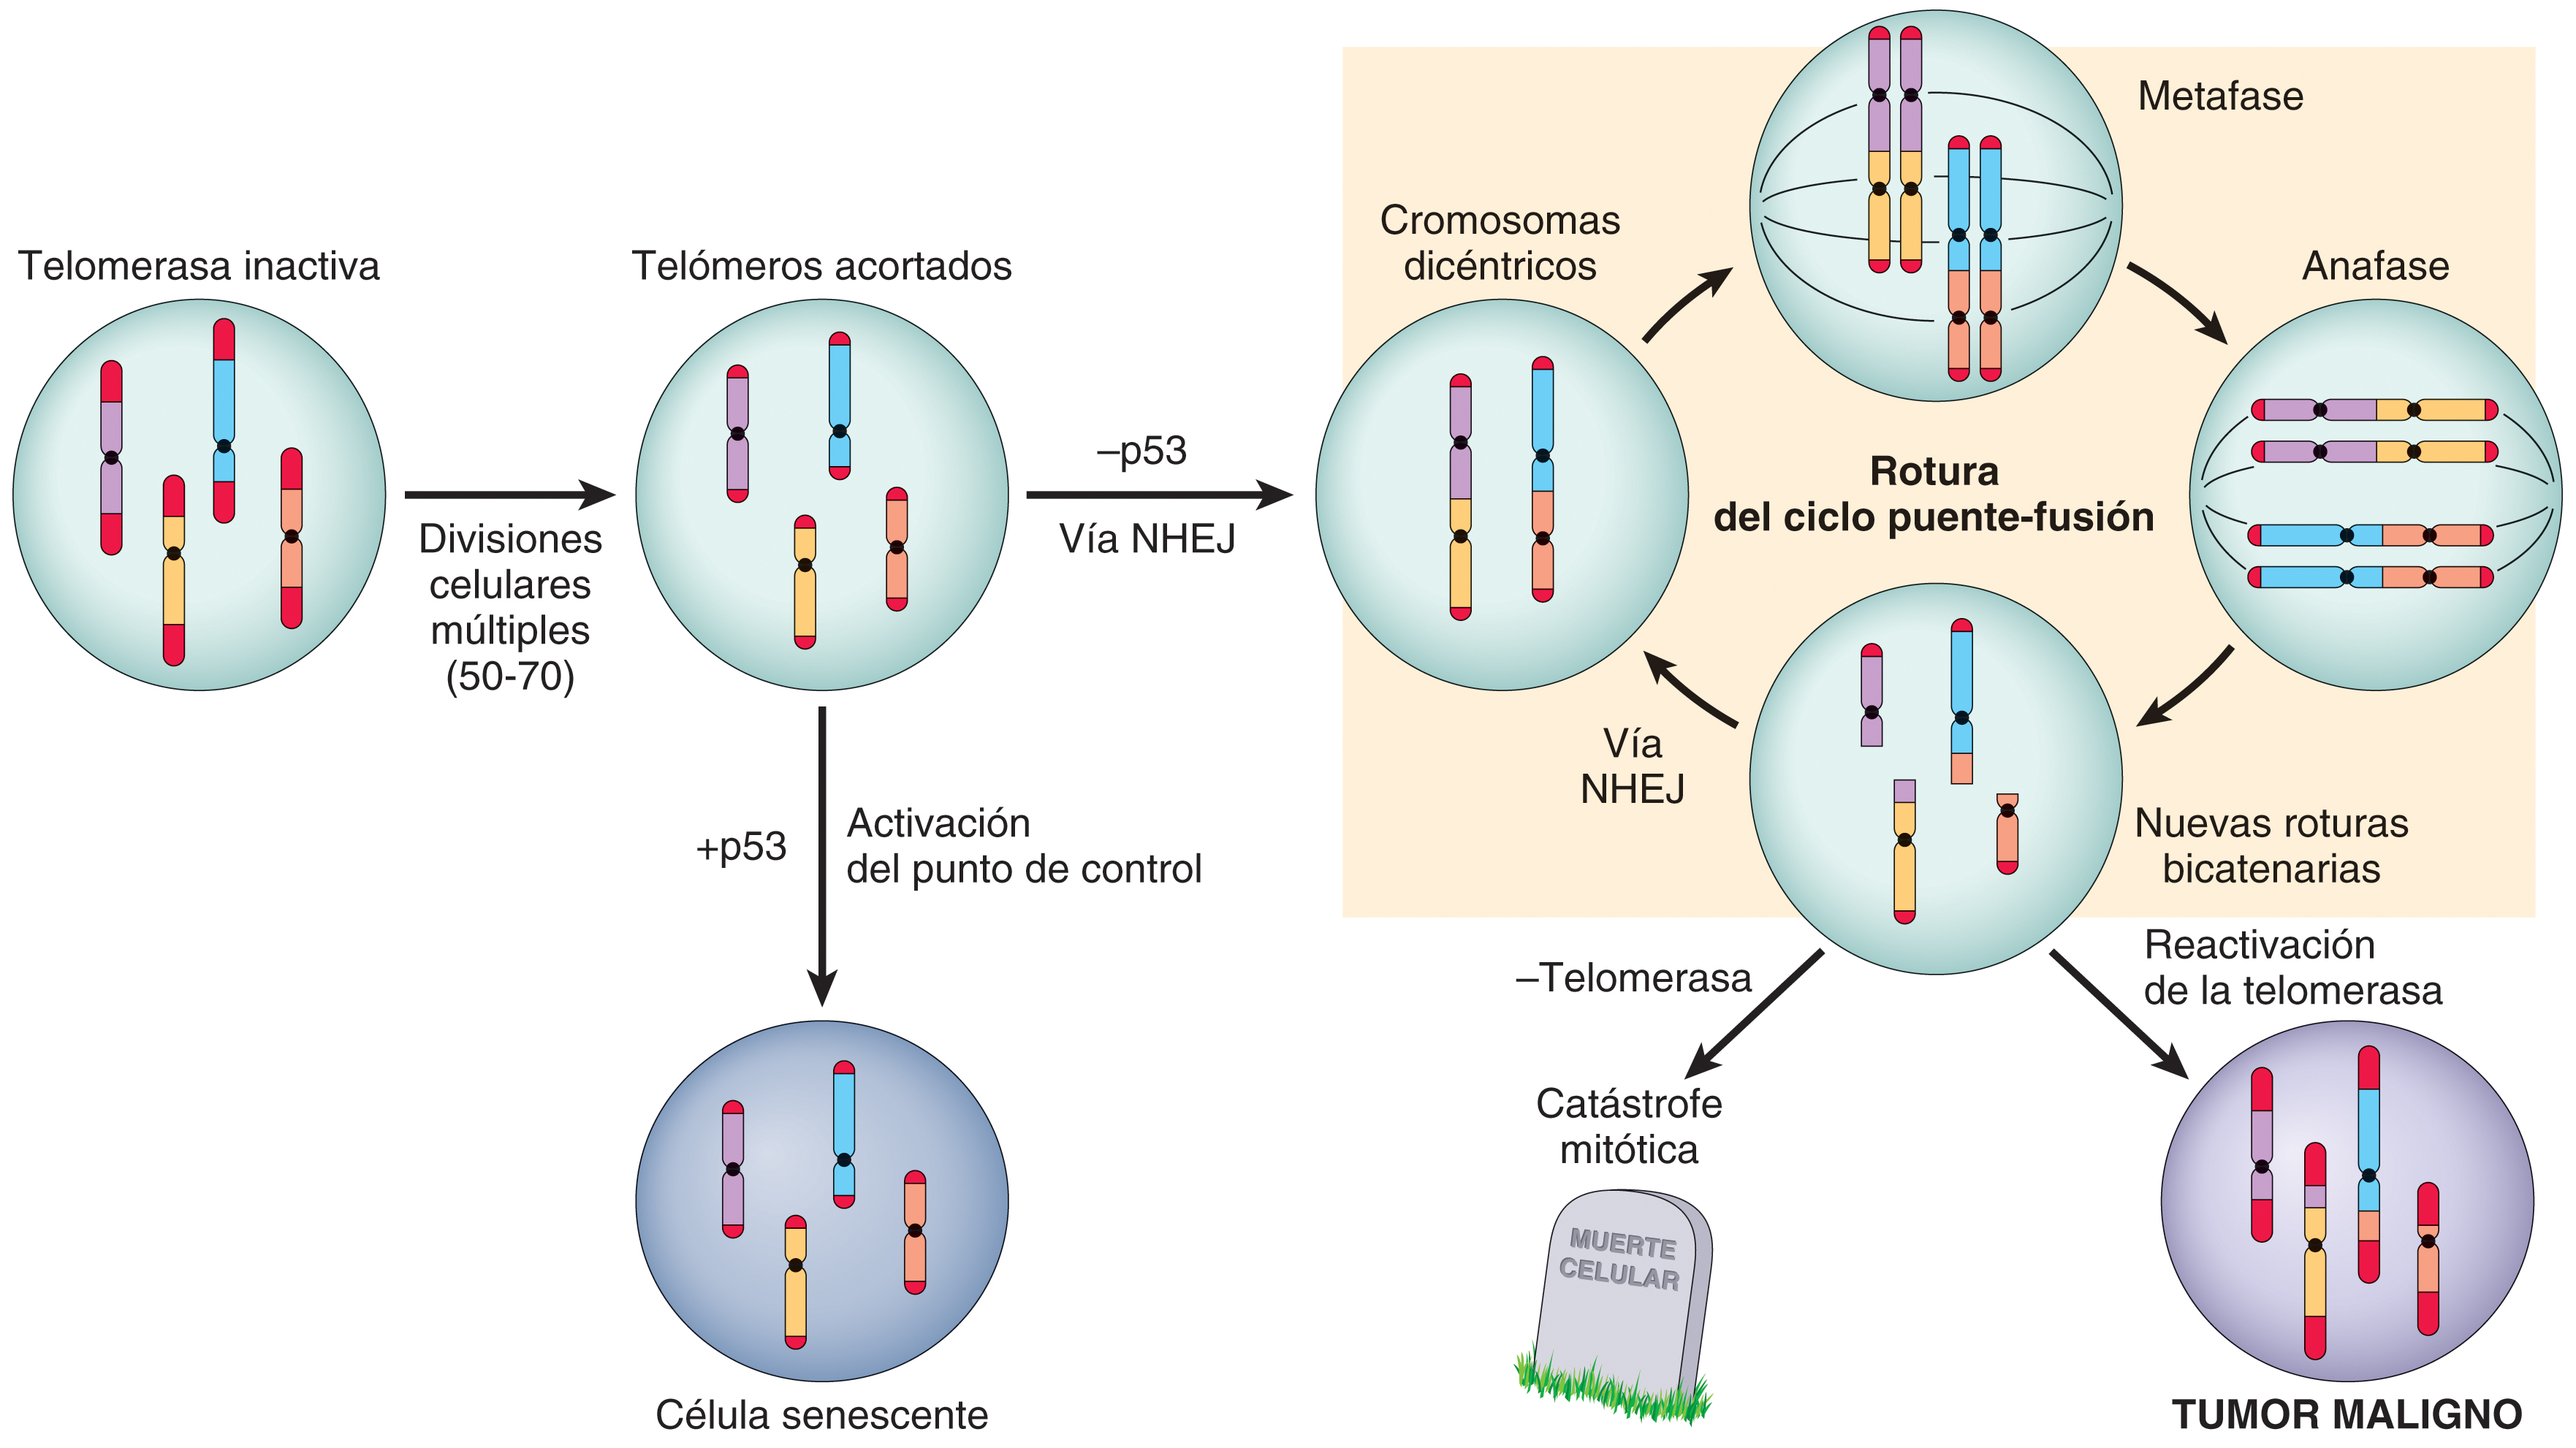 Telomerasa inactiva
Divisiones
celulares
múltiples
(50-70)
Telómeros acortados
–p53
Vía NHEJ
+p53
Activación
del punto de control
Célula senescente
Cromosomas
dicéntricos
Metafase
Anafase
Rotura
del ciclo puente-fusión
Vía
NHEJ
Nuevas roturas
bicatenarias
–Telomerasa
Catástrofe
mitótica
MUERTE
CELULAR
Reactivación
de la telomerasa
TUMOR MALIGNO